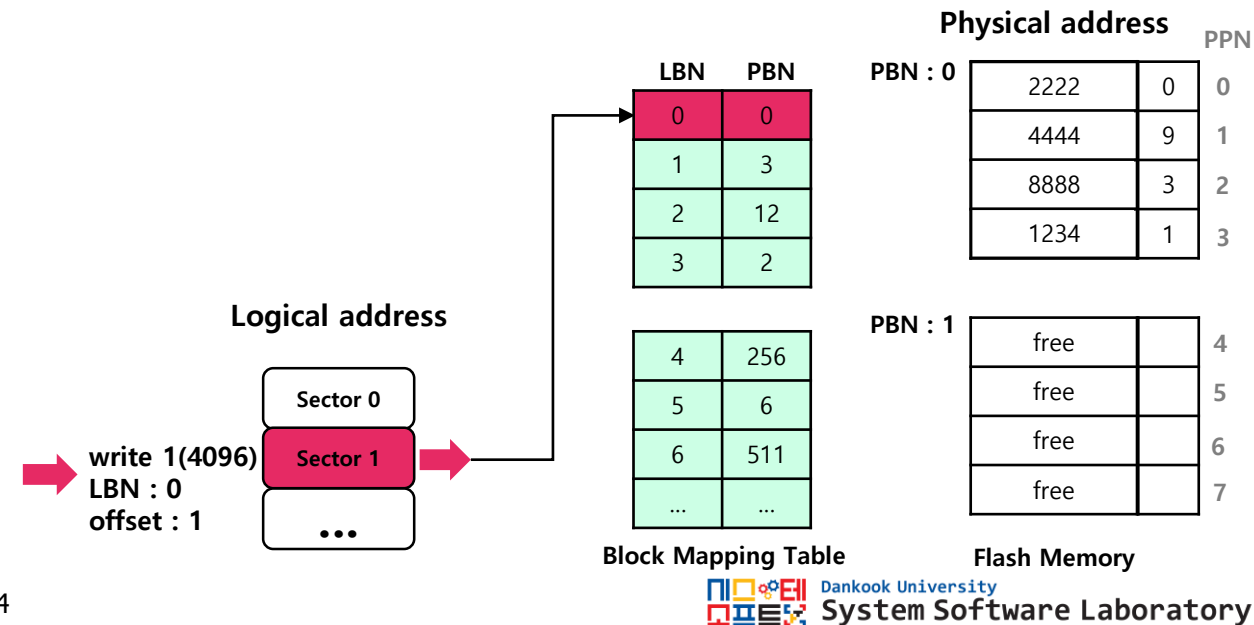 Physical address
PPN
LBN PBN
0 0
1 3
2 12
3 2
4 256
5 6
6 511
... ...
Block Mapping Table
PBN : 0
2222 0 0
4444 9 1
8888 3 2
1234 1 3
PBN : 1
free 4
free 5
free 6
free 7
Flash Memory
Logical address
Sector 0
Sector 1
...
write 1(4096)
LBN : 0
offset : 1
4
Dankook University
System Software Laboratory